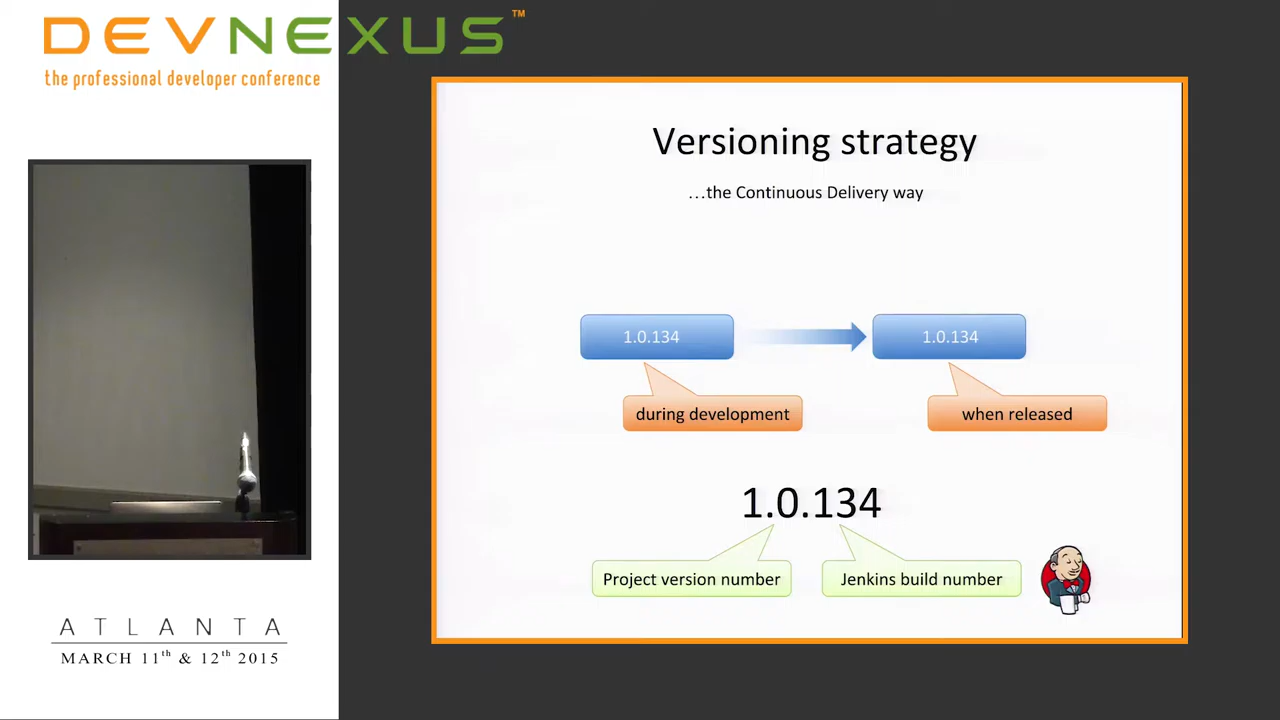 DEVNEXUS™
the professional developer conference
Versioning strategy
...the Continuous Delivery way
1.0.134
1.0.134
during development
when released
1.0.134
Project version number
Jenkins build number
ATLANTA
MARCH 11th & 12th 2015